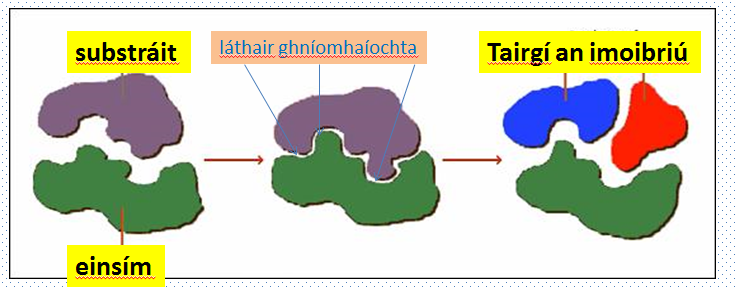 substráit
láthair ghníomhaíochta
Tairgí an imoibriú
einsím